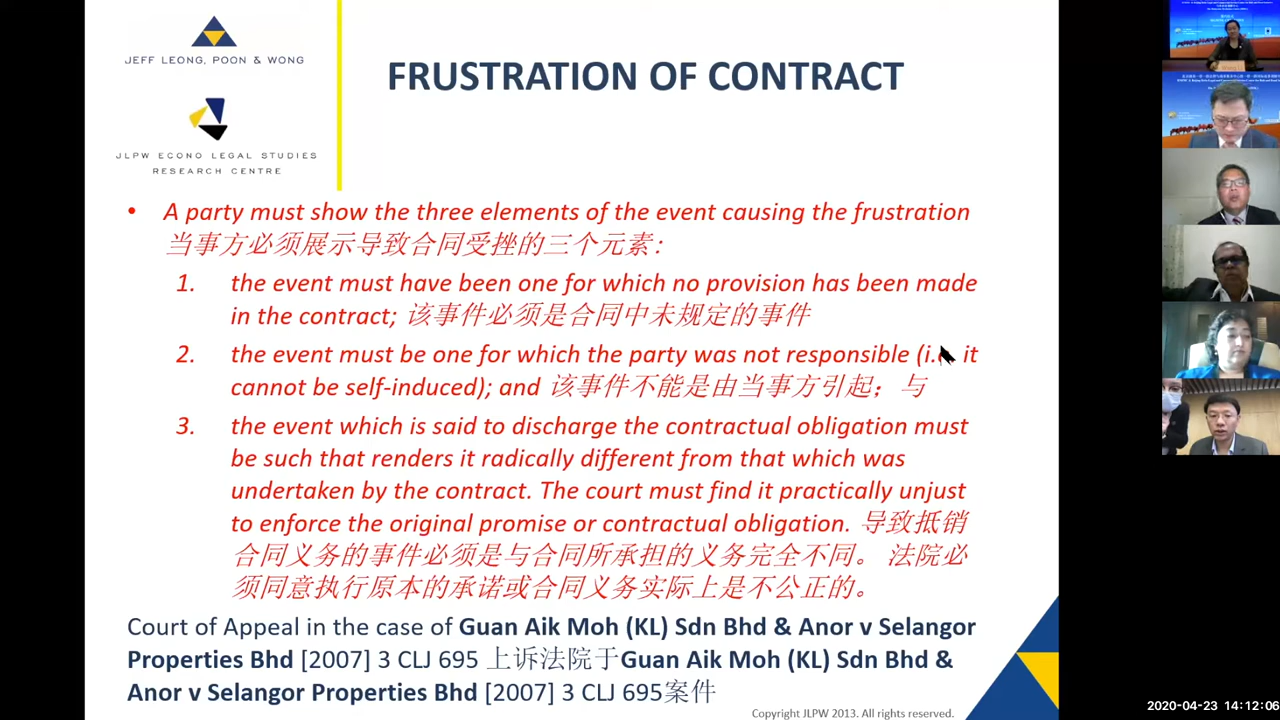 JEFF LEONG, POON & WONG
JLPW ECONO LEGAL STUDIES
RESEARCH CENTRE
FRUSTRATION OF CONTRACT
• A party must show the three elements of the event causing the frustration
当事方必须展示导致合同受挫的三个元素：
1. the event must have been one for which no provision has been made
in the contract; 该事件必须是合同中未规定的事件
2. the event must be one for which the party was not responsible (i.e it
cannot be self-induced); and 该事件不能是由当事方引起；与
3. the event which is said to discharge the contractual obligation must
be such that renders it radically different from that which was
undertaken by the contract. The court must find it practically unjust
to enforce the original promise or contractual obligation. 导致抵销
合同义务的事件必须是与合同所承担的义务完全不同。 法院必
须同意执行原本的承诺或合同义务实际上是不公正的。
Court of Appeal in the case of Guan Aik Moh (KL) Sdn Bhd & Anor v Selangor
Properties Bhd [2007] 3 CLJ 695 上诉法院于Guan Aik Moh (KL) Sdn Bhd &
Anor v Selangor Properties Bhd [2007] 3 CLJ 695案件
Copyright JLPW 2013. All rights reserved.
2020-04-23 14:12:06